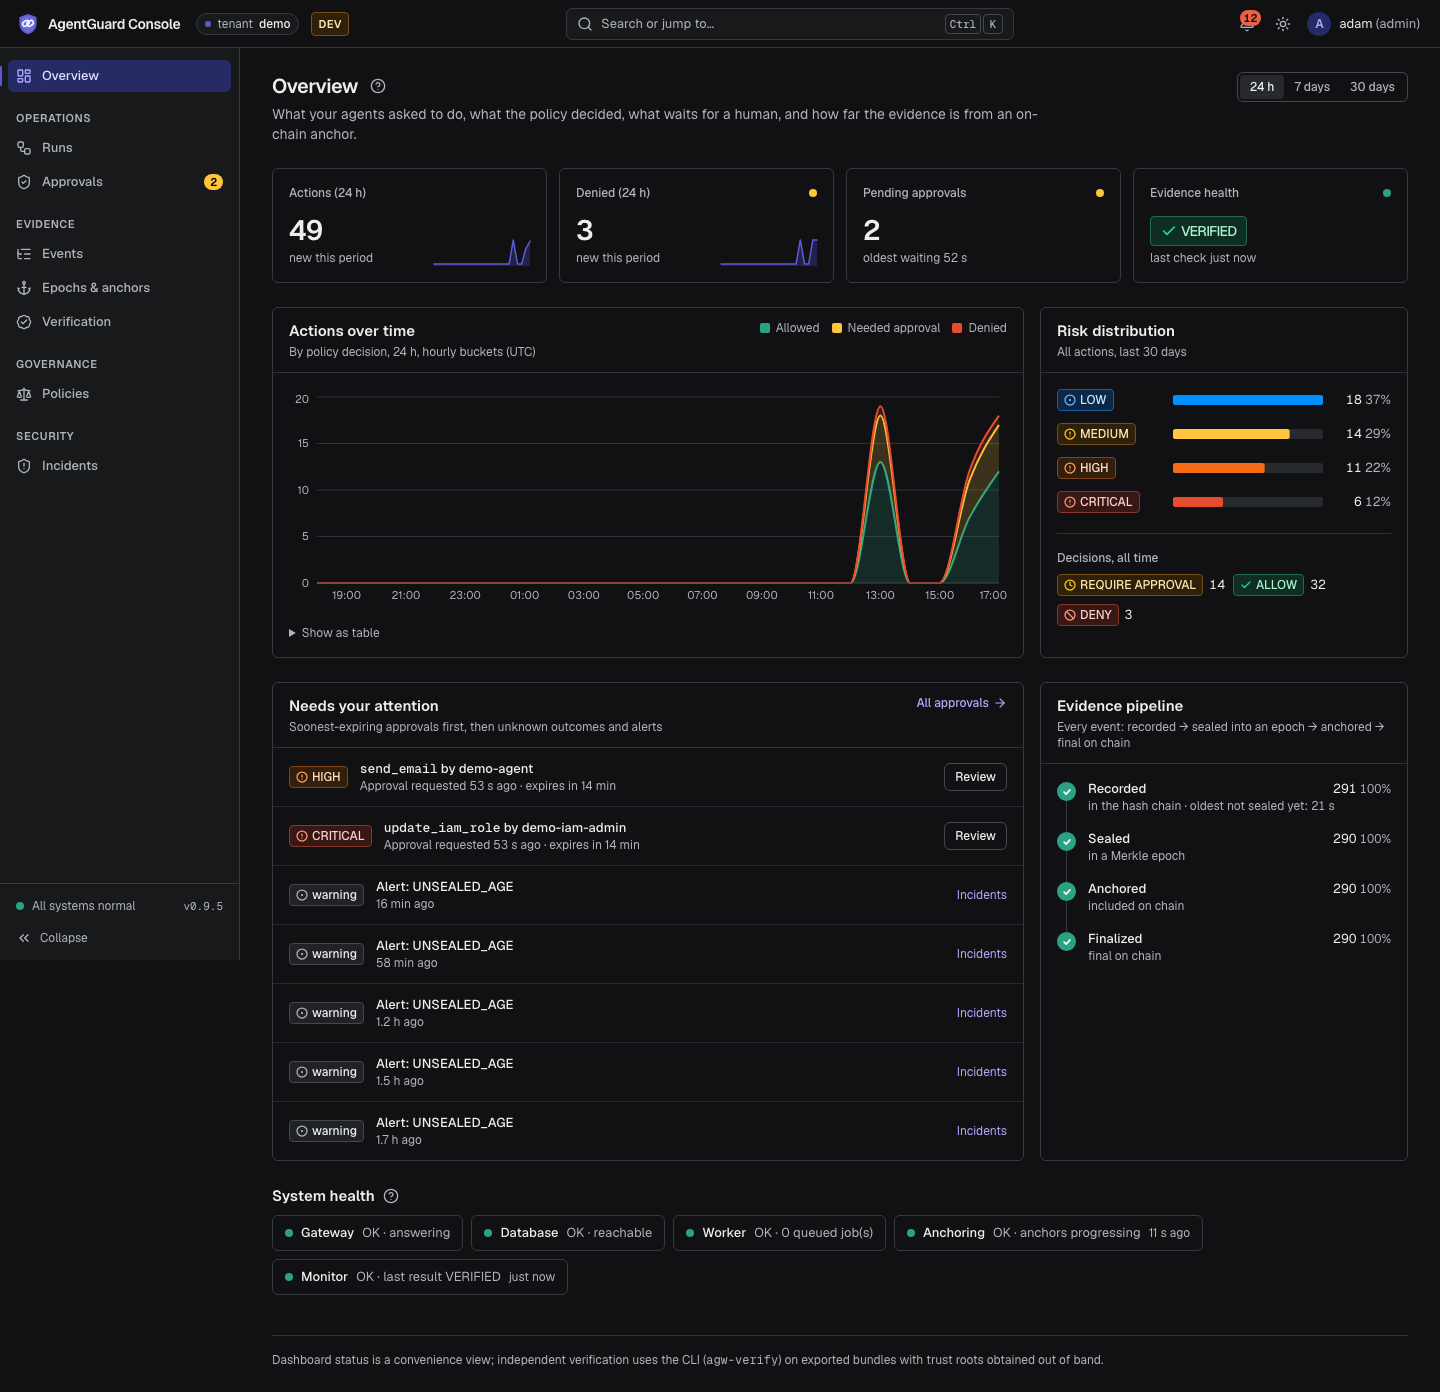 AgentGuard Console
tenant demo
DEV
Search or jump to...
Ctrl K
12
A
adam (admin)
Overview
OPERATIONS
Runs
Approvals
2
EVIDENCE
Events
Epochs & anchors
Verification
GOVERNANCE
Policies
SECURITY
Incidents
All systems normal
v0.9.5
Collapse
Overview
24 h
7 days
30 days
What your agents asked to do, what the policy decided, what waits for a human, and how far the evidence is from an on-
chain anchor.
Actions (24 h)
49
new this period
Denied (24 h)
3
new this period
Pending approvals
2
oldest waiting 52 s
Evidence health
VERIFIED
last check just now
Actions over time
By policy decision, 24 h, hourly buckets (UTC)
Allowed
Needed approval
Denied
20
15
10
5
0
19:00 21:00 23:00 01:00 03:00 05:00 07:00 09:00 11:00 13:00 15:00 17:00
Show as table
Risk distribution
All actions, last 30 days
LOW 18 37%
MEDIUM 14 29%
HIGH 11 22%
CRITICAL 6 12%
Decisions, all time
REQUIRE APPROVAL 14 ALLOW 32
DENY 3
Needs your attention
Soonest-expiring approvals first, then unknown outcomes and alerts
All approvals →
HIGH
send_email by demo-agent
Approval requested 53 s ago · expires in 14 min
Review
CRITICAL
update_iam_role by demo-iam-admin
Approval requested 53 s ago · expires in 14 min
Review
warning
Alert: UNSEALED_AGE
16 min ago
Incidents
warning
Alert: UNSEALED_AGE
58 min ago
Incidents
warning
Alert: UNSEALED_AGE
1.2 h ago
Incidents
warning
Alert: UNSEALED_AGE
1.5 h ago
Incidents
warning
Alert: UNSEALED_AGE
1.7 h ago
Incidents
Evidence pipeline
Every event: recorded → sealed into an epoch → anchored →
final on chain
Recorded 291 100%
in the hash chain · oldest not sealed yet: 21 s
Sealed 290 100%
in a Merkle epoch
Anchored 290 100%
included on chain
Finalized 290 100%
final on chain
System health
Gateway OK · answering
Database OK · reachable
Worker OK · 0 queued job(s)
Anchoring OK · anchors progressing 11 s ago
Monitor OK · last result VERIFIED just now
Dashboard status is a convenience view; independent verification uses the CLI (agw-verify) on exported bundles with trust roots obtained out of band.